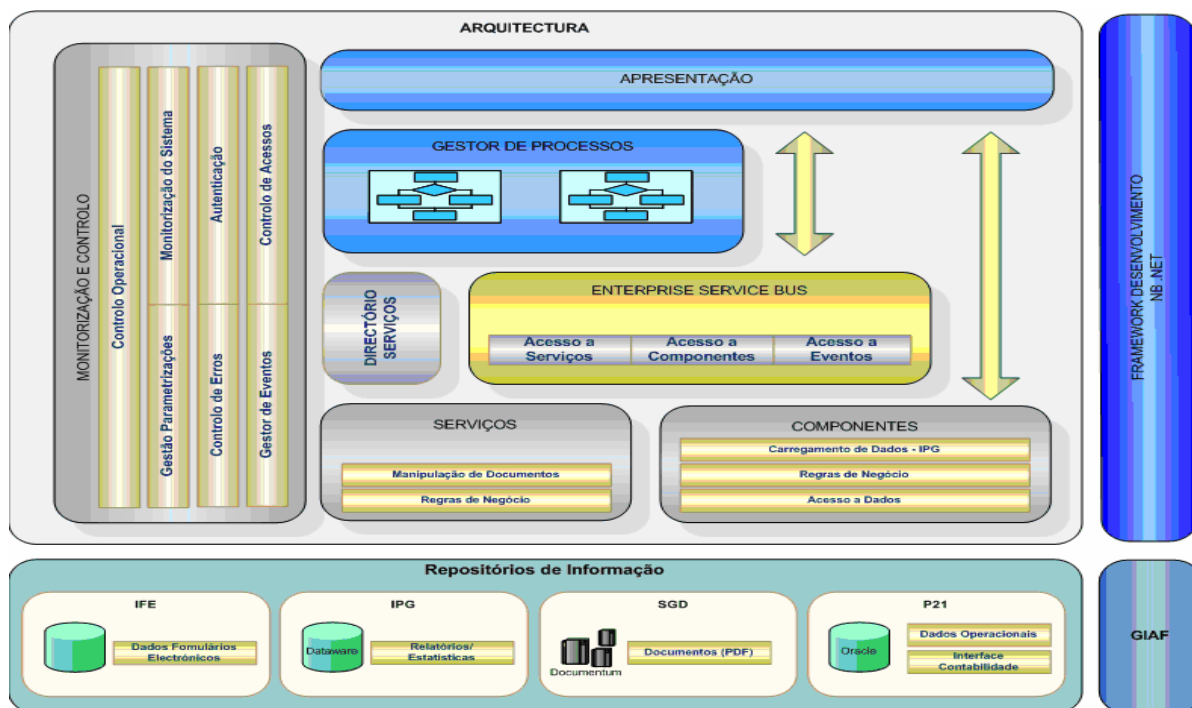 ARQUITECTURA
MONITORIZAÇÃO E CONTROLO
Controlo Operacional
Monitorização do Sistema
Gestão Parametrizações
Autenticação
Controlo de Erros
Controlo de Acessos
Gestor de Eventos
APRESENTAÇÃO
GESTOR DE PROCESSOS
DIRECTÓRIO
SERVIÇOS
ENTERPRISE SERVICE BUS
Acesso a
Serviços
Acesso a
Componentes
Acesso a
Eventos
SERVIÇOS
Manipulação de Documentos
Regras de Negócio
COMPONENTES
Carregamento de Dados - IPG
Regras de Negócio
Acesso a Dados
FRAMEWORK DESENVOLVIMENTO
NB .NET
Repositórios de Informação
IFE
Dados Fomulários
Electrónicos
IPG
Dataware
Relatórios/
Estatísticas
SGD
Documentum
Documentos (PDF)
P21
Oracle
Dados Operacionais
Interface
Contabilidade
GIAF